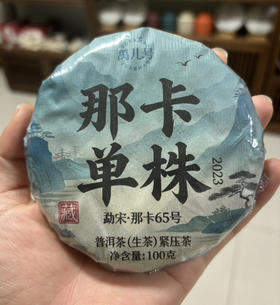 那卡
单株
2023
勐宋·那卡65号
藏
普洱茶(生茶)紧压茶
净含量:100克